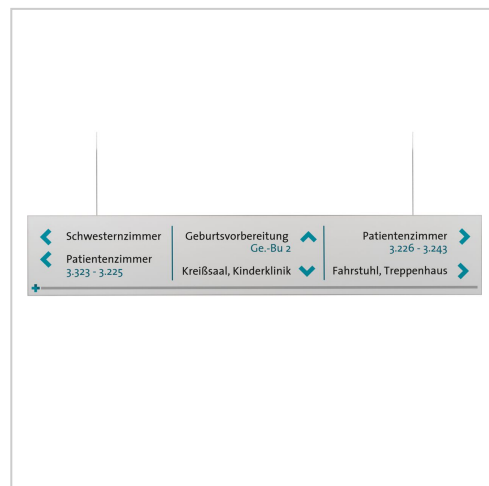 Schwesternzimmer
Patientenzimmer
3.323 - 3.225
Geburtsvorbereitung
Ge.-Bu 2
Kreißsaal, Kinderklinik
Patientenzimmer
3.226 - 3.243
Fahrstuhl, Treppenhaus